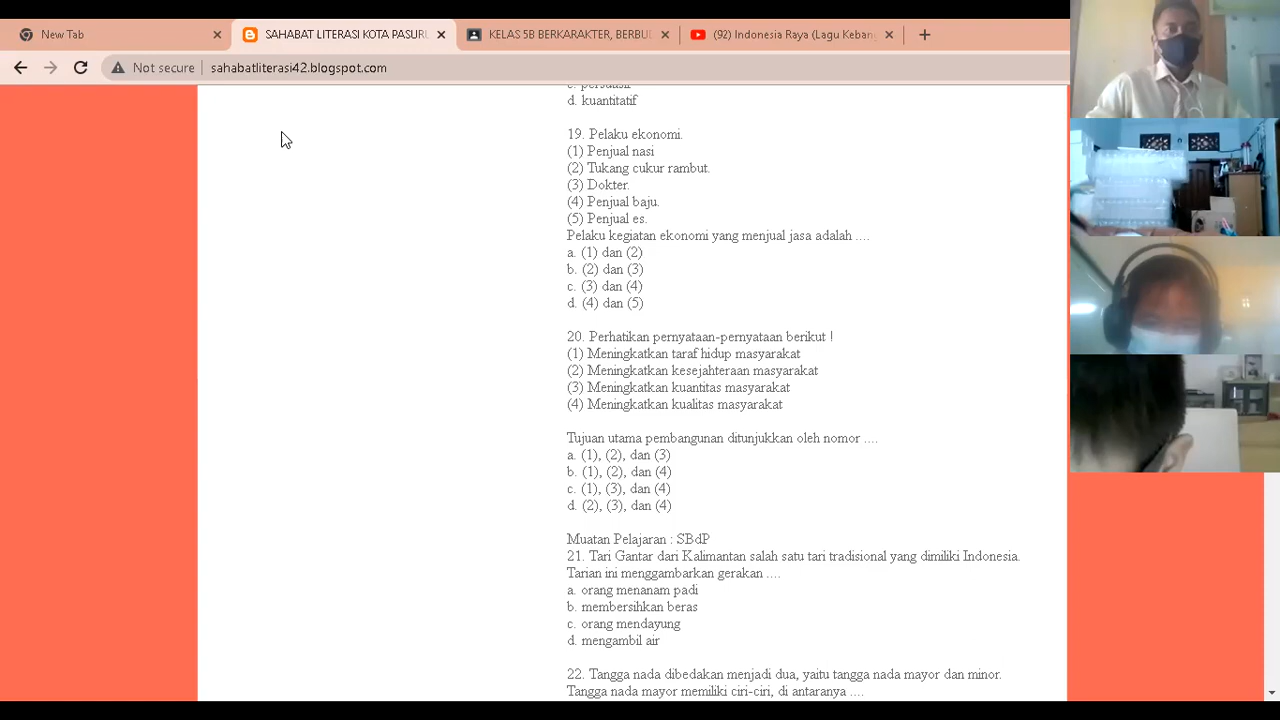 New Tab
SAHABAT LITERASI KOTA PASURU
KELAS 5B BERKARAKTER, BERBUD
(92) Indonesia Raya (Lagu Kebang
Not secure
sahabatliterasi42.blogspot.com
c. persuasif
d. kuantitatif
19. Pelaku ekonomi.
(1) Penjual nasi
(2) Tukang cukur rambut.
(3) Dokter.
(4) Penjual baju.
(5) Penjual es.
Pelaku kegiatan ekonomi yang menjual jasa adalah ....
a. (1) dan (2)
b. (2) dan (3)
c. (3) dan (4)
d. (4) dan (5)
20. Perhatikan pernyataan-pernyataan berikut !
(1) Meningkatkan taraf hidup masyarakat
(2) Meningkatkan kesejahteraan masyarakat
(3) Meningkatkan kuantitas masyarakat
(4) Meningkatkan kualitas masyarakat
Tujuan utama pembangunan ditunjukkan oleh nomor ....
a. (1), (2), dan (3)
b. (1), (2), dan (4)
c. (1), (3), dan (4)
d. (2), (3), dan (4)
Muatan Pelajaran : SBdP
21. Tari Gantar dari Kalimantan salah satu tari tradisional yang dimiliki Indonesia.
Tarian ini menggambarkan gerakan ....
a. orang menanam padi
b. membersihkan beras
c. orang mendayung
d. mengambil air
22. Tangga nada dibedakan menjadi dua, yaitu tangga nada mayor dan minor.
Tangga nada mayor memiliki ciri-ciri, di antaranya ....